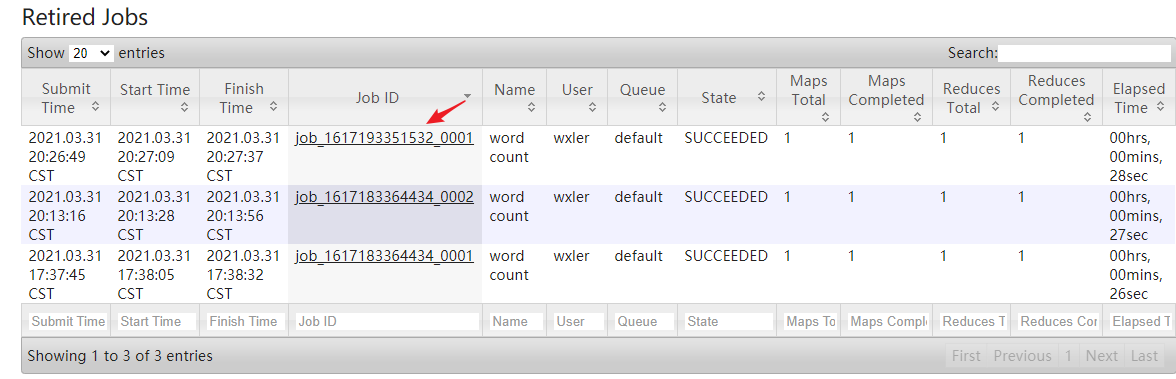 Retired Jobs
Show 20 entries Search:
Submit Time Start Time Finish Time Job ID Name User Queue State Maps Total Maps Completed Reduces Total Reduces Completed Elapsed Time
2021.03.31 20:26:49 CST 2021.03.31 20:27:09 CST 2021.03.31 20:27:37 CST job_1617193351532_0001 word count wxler default SUCCEEDED 1 1 1 1 00hrs, 00mins, 28sec
2021.03.31 20:13:16 CST 2021.03.31 20:13:28 CST 2021.03.31 20:13:56 CST job_1617183364434_0002 word count wxler default SUCCEEDED 1 1 1 1 00hrs, 00mins, 27sec
2021.03.31 17:37:45 CST 2021.03.31 17:38:05 CST 2021.03.31 17:38:32 CST job_1617183364434_0001 word count wxler default SUCCEEDED 1 1 1 1 00hrs, 00mins, 26sec
Submit Time Start Time Finish Time Job ID Name User Queue State Maps To Maps Compl Reduces T Reduces Cor Elapsed T
Showing 1 to 3 of 3 entries First Previous 1 Next Last